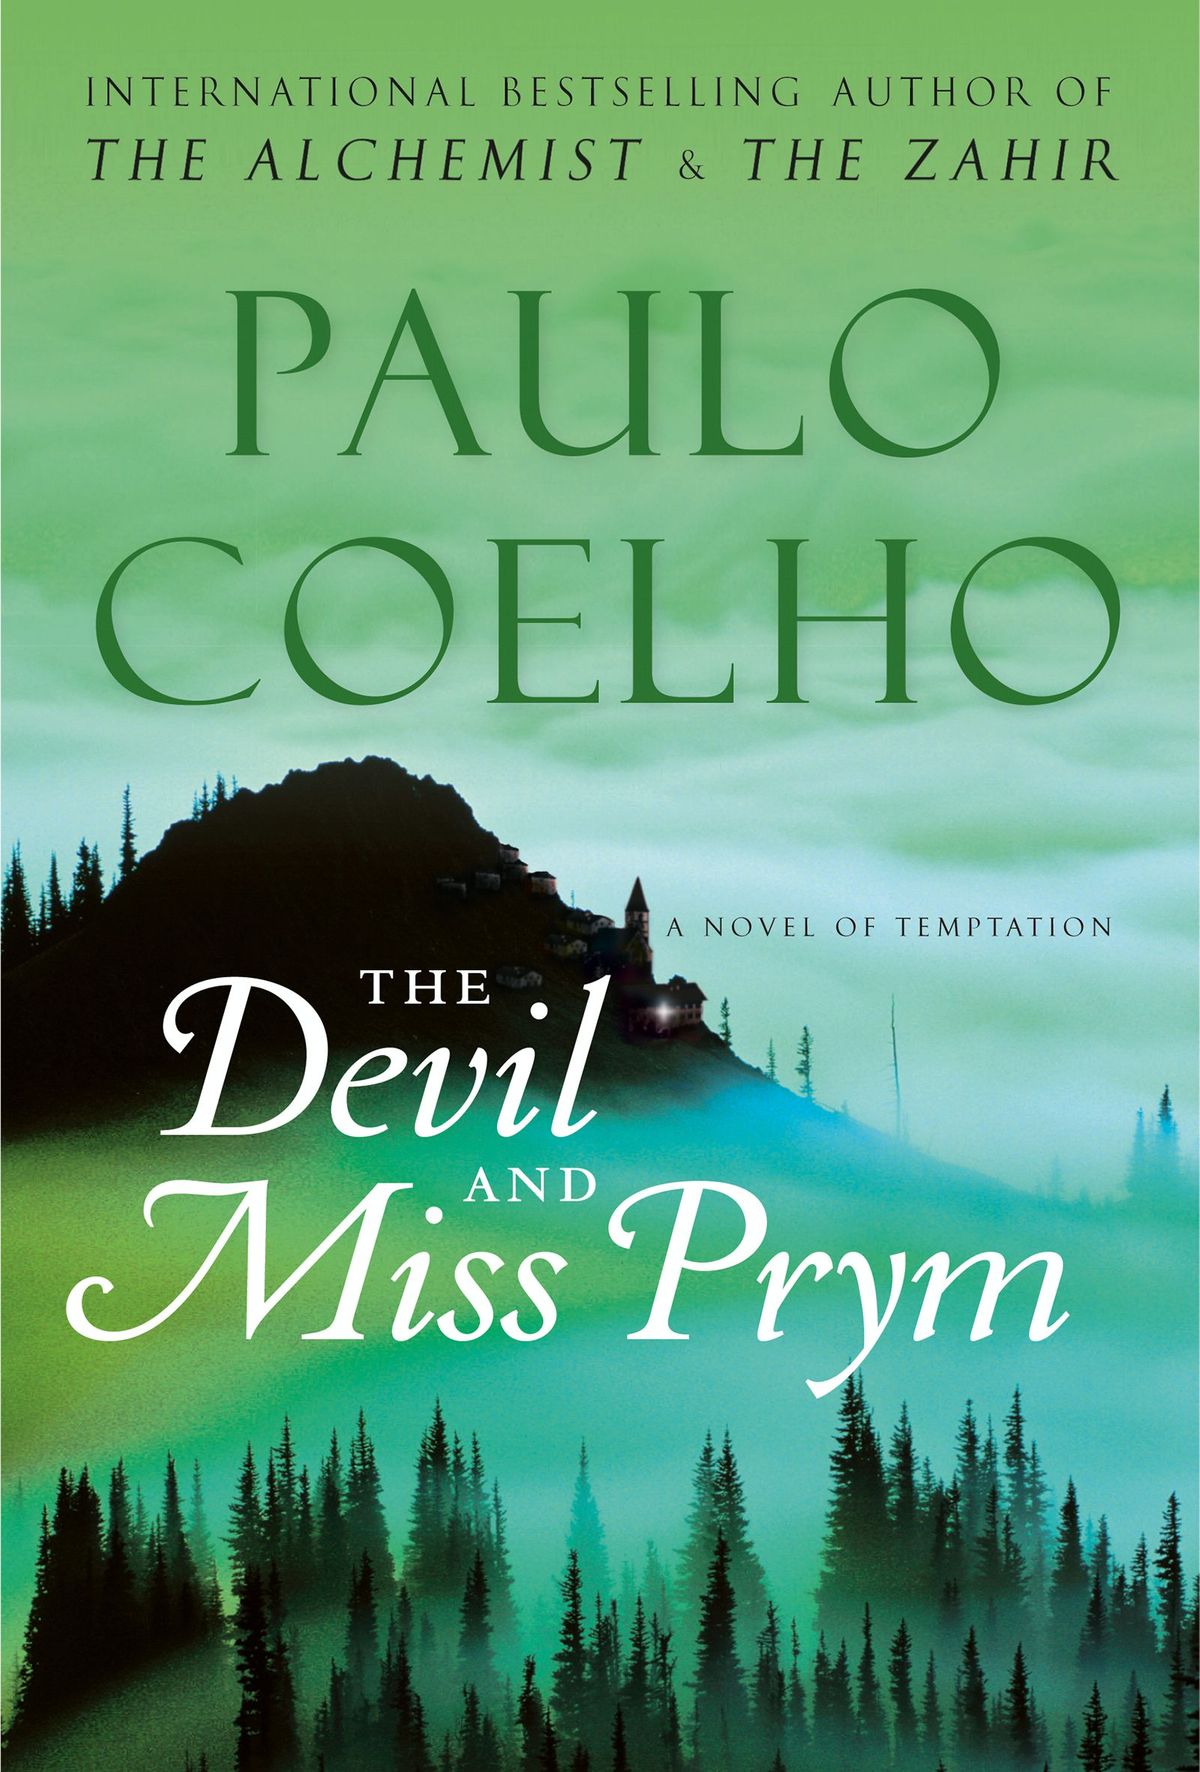 INTERNATIONAL BESTSELLING AUTHOR OF
THE ALCHEMIST & THE ZAHIR
PAULO
COELHO
A NOVEL OF TEMPTATION
THE
Devil
AND
Miss Prym